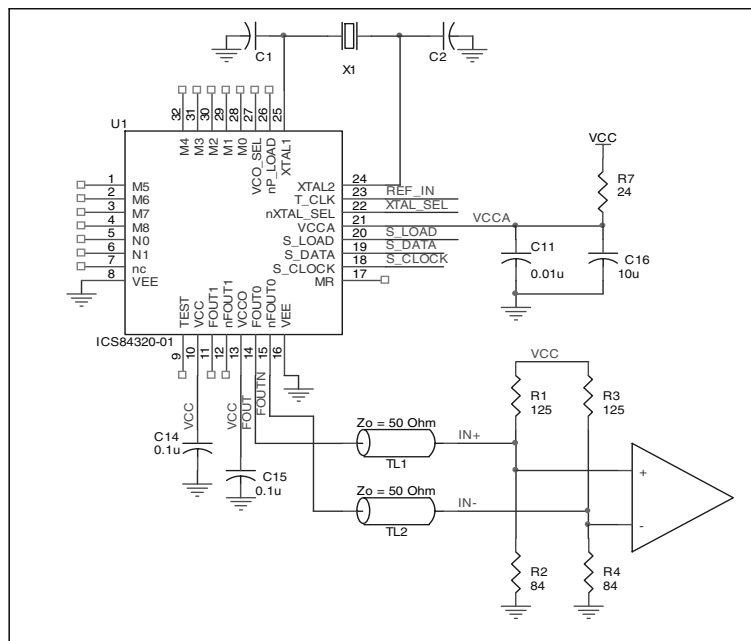 C1
X1
C2
U1
32
31
30
29
28
27
26
25
M4
M3
M2
M1
M0
VCO_SEL
nP_LOAD
XTAL1
1
2
3
4
5
6
7
8
M5
M6
M7
M8
N0
N1
nc
VEE
XTAL2
T_CLK
nXTAL_SEL
VCCA
S_LOAD
S_DATA
S_CLOCK
MR
24
23
22
21
20
19
18
17
REF_IN
XTAL_SEL
VCCA
S_LOAD
S_DATA
S_CLOCK
VCC
R7
24
C11
0.01u
C16
10u
TEST
VCC
FOUT1
nFOUT1
VCCO
FOUT0
nFOUT0
VEE
ICS84320-01
9
10
11
12
13
14
15
16
VCC
VCC
FOUT
FOUTN
C14
0.1u
C15
0.1u
Zo = 50 Ohm
TL1
IN+
Zo = 50 Ohm
TL2
IN-
VCC
R1
125
R3
125
+
-
R2
84
R4
84